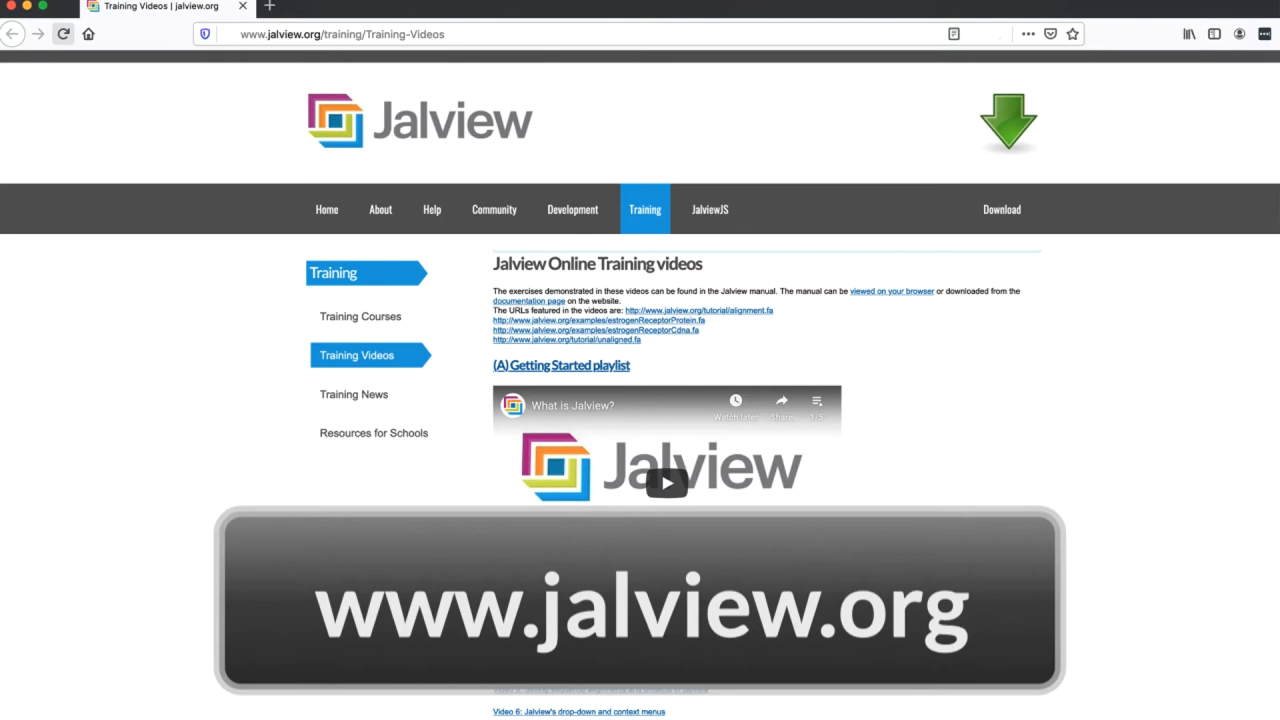 Training Videos | jalview.org
www.jalview.org/training/Training-Videos
Jalview
Home About Help Community Development Training JalviewJS Download
Training
Training Courses
Training Videos
Training News
Resources for Schools
Jalview Online Training videos
The exercises demonstrated in these videos can be found in the Jalview manual. The manual can be viewed on your browser or downloaded from the
documentation page on the website.
The URLs featured in the videos are: http://www.jalview.org/tutorial/alignment.fa
http://www.jalview.org/examples/estrogenReceptorProtein.fa
http://www.jalview.org/examples/estrogenReceptorCdna.fa
http://www.jalview.org/tutorial/unaligned.fa
(A) Getting Started playlist
What is Jalview?
Watch later Share 1/5
Jalview
www.jalview.org
Video 6: Jalview's drop-down and context menus